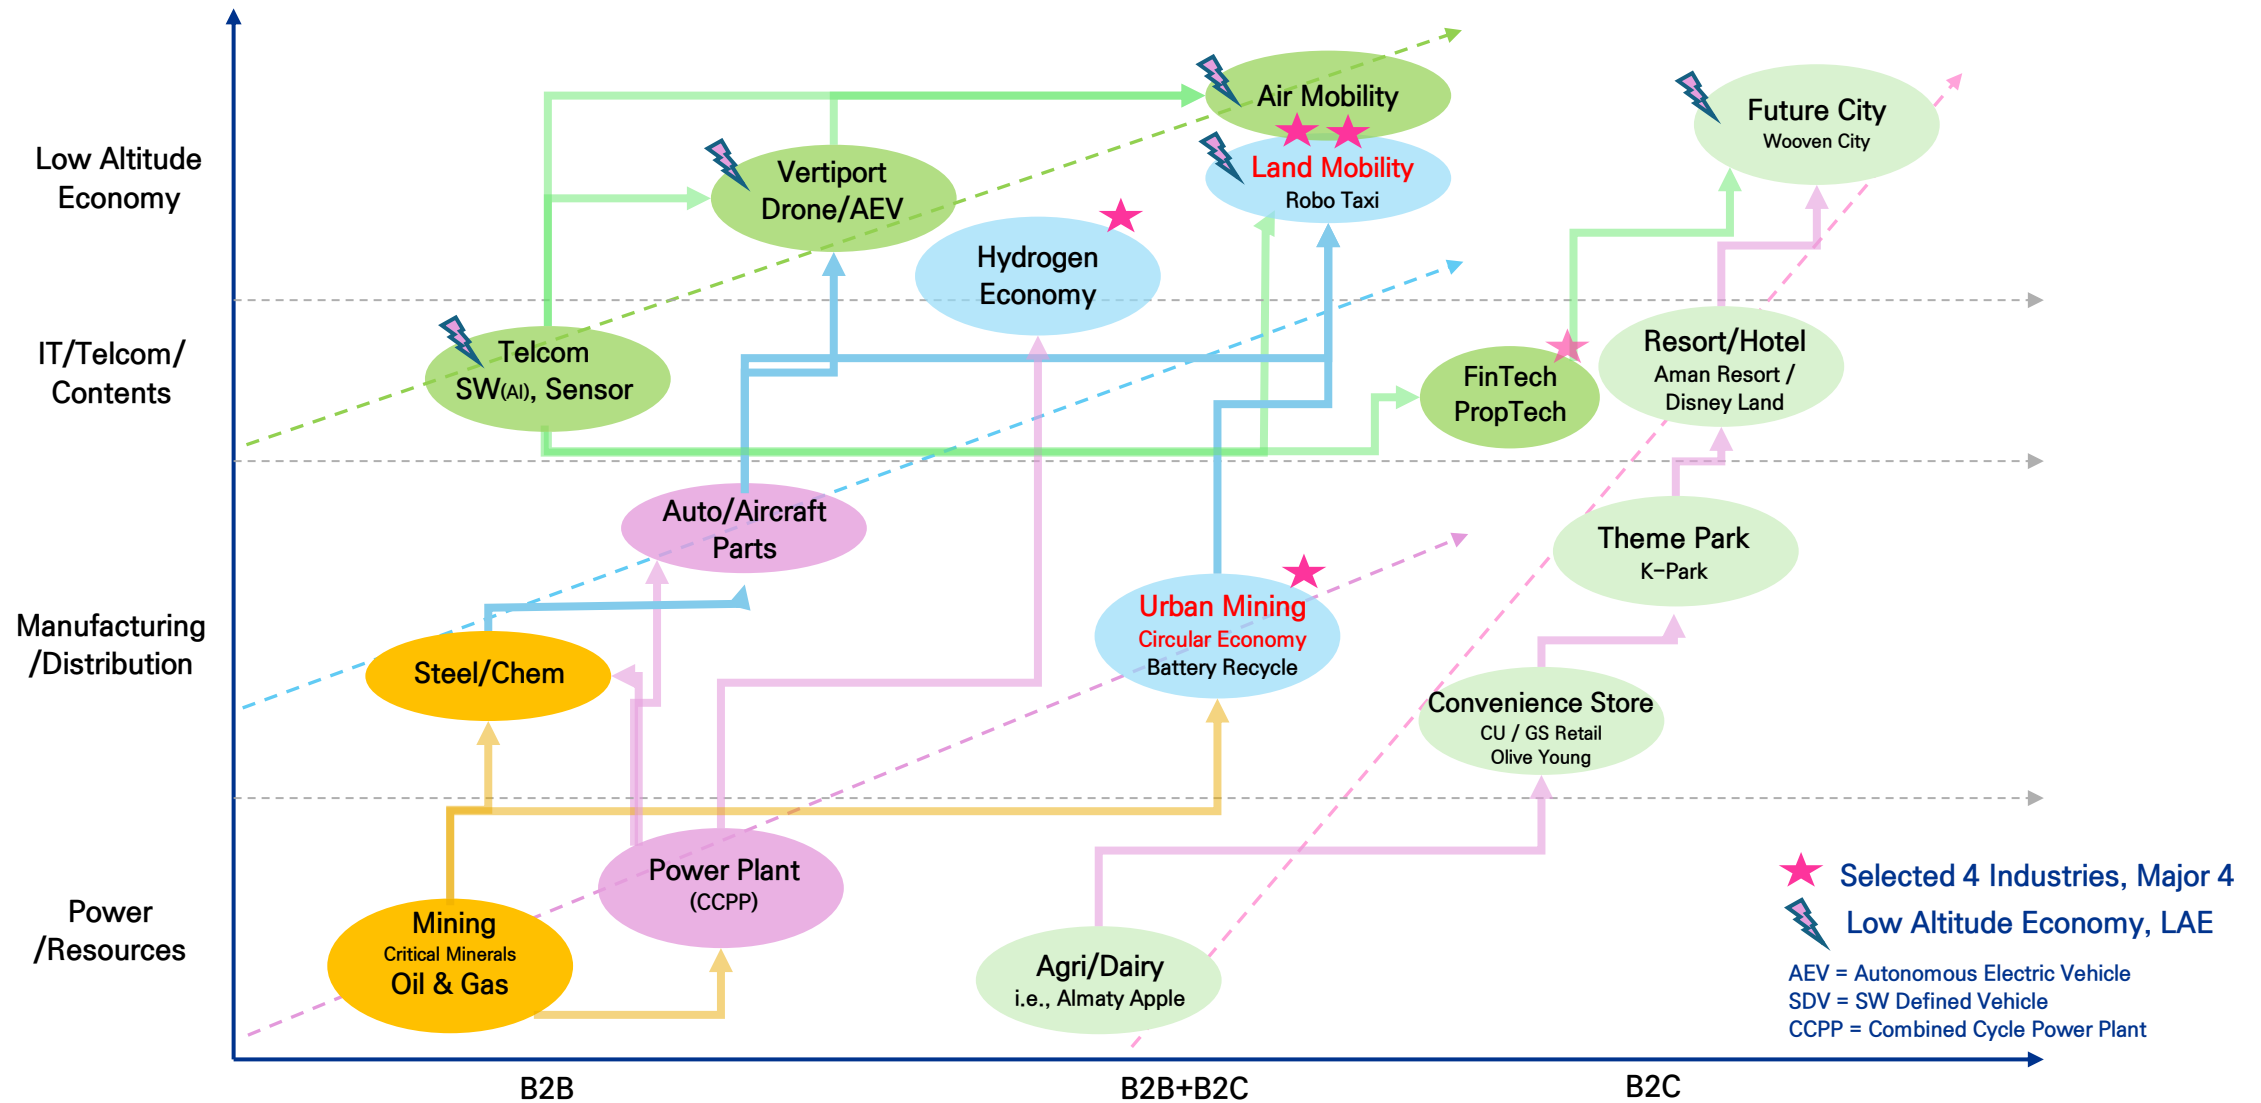 Low Altitude
Economy
IT/Telcom/
Contents
Manufacturing
/Distribution
Power
/Resources
Air Mobility
Land Mobility
Robo Taxi
Future City
Wooven City
Vertiport
Drone/AEV
Hydrogen
Economy
Telcom
SW(AI), Sensor
FinTech
PropTech
Resort/Hotel
Aman Resort /
Disney Land
Auto/Aircraft
Parts
Theme Park
K-Park
Urban Mining
Circular Economy
Battery Recycle
Steel/Chem
Convenience Store
CU / GS Retail
Olive Young
Power Plant
(CCPP)
Mining
Critical Minerals
Oil & Gas
Agri/Dairy
i.e., Almaty Apple
Selected 4 Industries, Major 4
Low Altitude Economy, LAE
AEV = Autonomous Electric Vehicle
SDV = SW Defined Vehicle
CCPP = Combined Cycle Power Plant
B2B
B2B+B2C
B2C